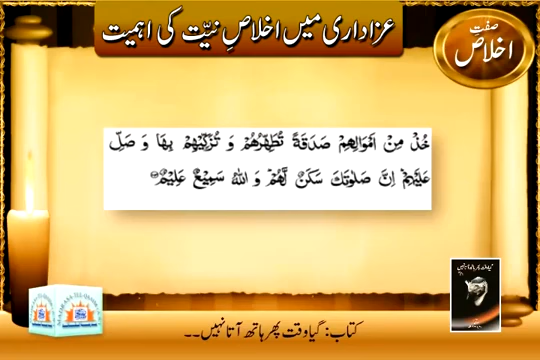 عزاداری میں اخلاصِ نیّت کی اہمیت
صفتِ
اخلاص
خُذْ مِنْ اَمْوَالِهِمْ صَدَقَةً تُطَهِّرُهُمْ وَ تُزَكِّیْهِمْ بِهَا وَ صَلِّ
عَلَیْهِمْ اِنَّ صَلٰوتَكَ سَكَنٌ لَّهُمْ وَ اللّٰهُ سَمِیْعٌ عَلِیْمٌ
کتاب: گیا وقت پھر ہاتھ آتا نہیں۔۔